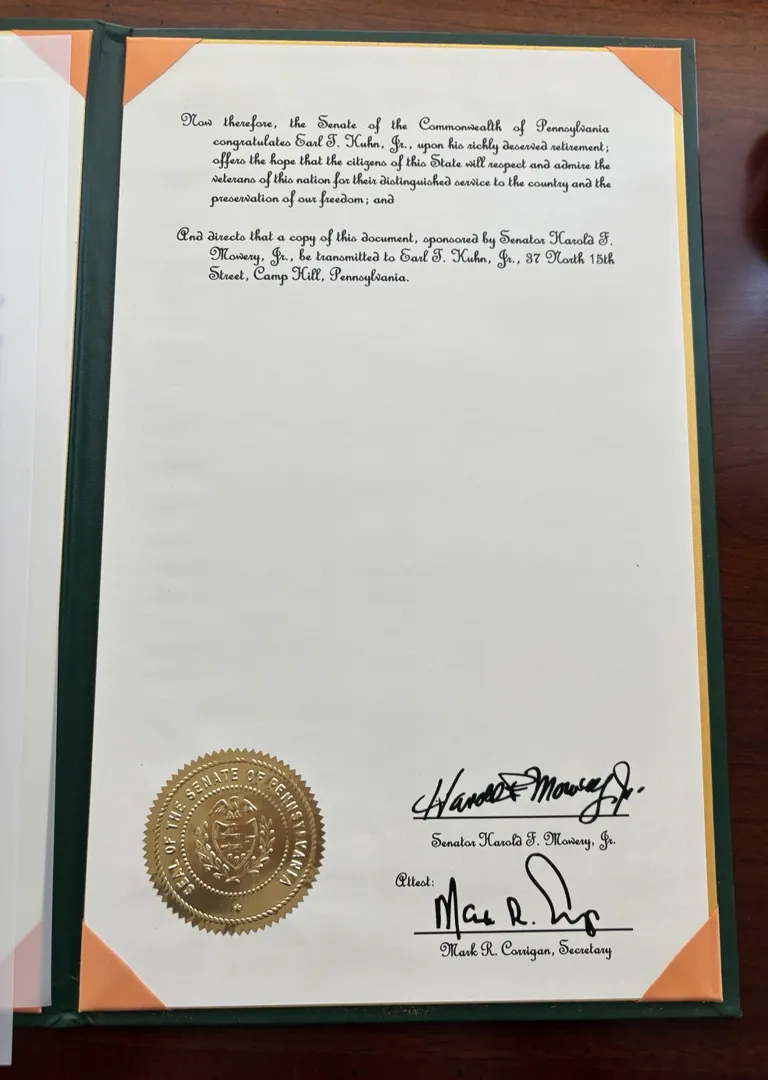 Now therefore, the Senate of the Commonwealth of Pennsylvania
congratulates Earl T. Kuhn, Jr., upon his richly deserved retirement;
offers the hope that the citizens of this State will respect and admire the
veterans of this nation for their distinguished service to the country and the
preservation of our freedom; and
And directs that a copy of this document, sponsored by Senator Harold F.
Mowery, Jr., be transmitted to Earl T. Kuhn, Jr., 37 North 15th
Street, Camp Hill, Pennsylvania.
SEAL OF THE SENATE OF PENNSYLVANIA
Harold F Mowery Jr.
Senator Harold F. Mowery, Jr.
Attest:
Mark R.
Mark R. Corrigan, Secretary